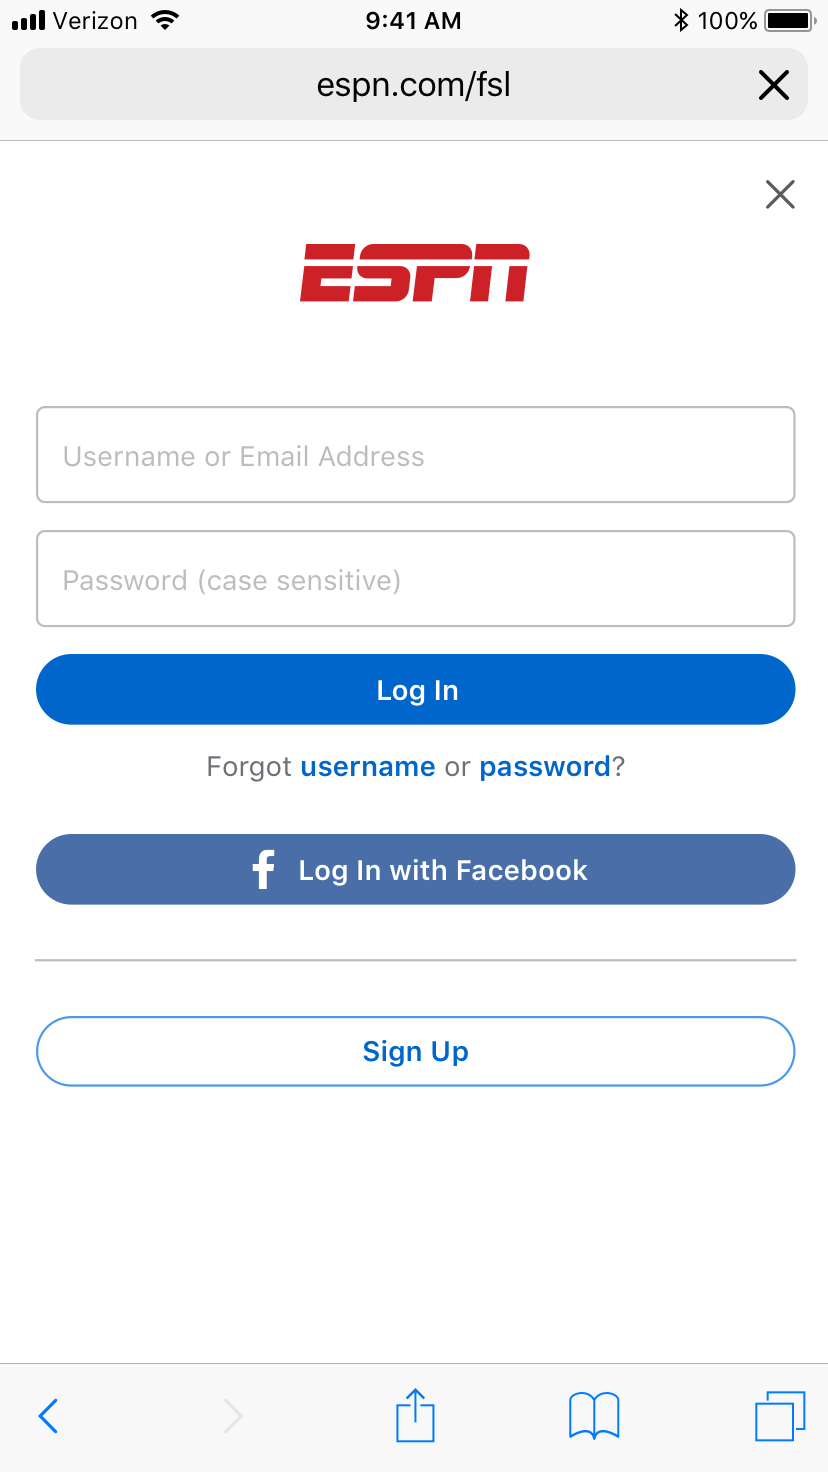 Verizon 9:41 AM 100%
espn.com/fsl
ESPN
Username or Email Address
Password (case sensitive)
Log In
Forgot username or password?
f Log In with Facebook
Sign Up